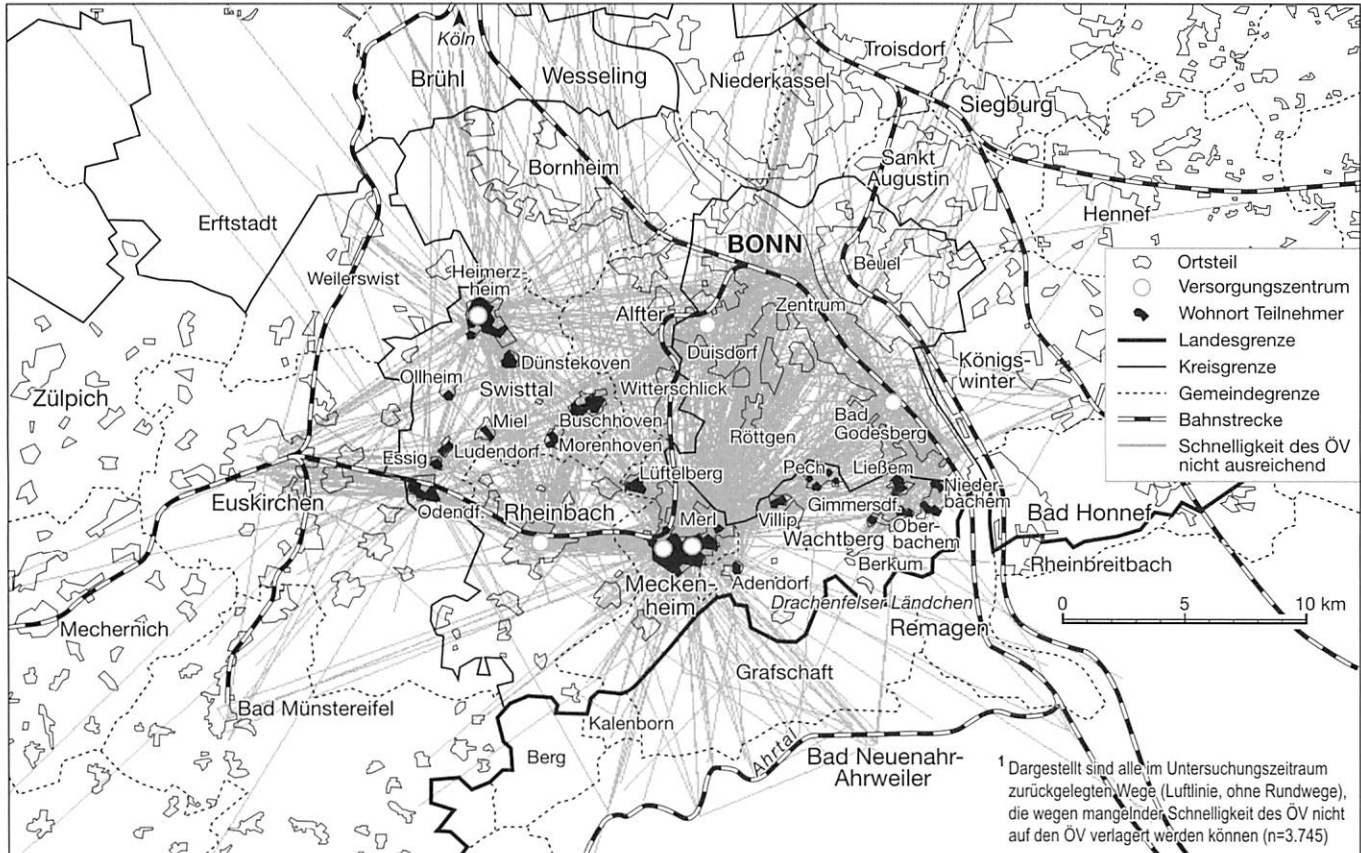 Köln
Brühl
Wesseling
Niederkassel
Troisdorf
Siegburg
Bornheim
Sankt
Augustin
Erftstadt
Hennef
Weilerswist
Heimerz-
heim
BONN
Beuel
Alfter
Zentrum
Duisdorf
Dünstekoven
Ollheim
Swisttal
Witterschlick
Königs
winter
Zülpich
Miel
Buschhoven
Bad
Godesberg
Röttgen
Essig
Ludendorf
Morenhoven
Lüftelberg
Pech
Ließem
Nieder-
bachem
Euskirchen
Odendf.
Rheinbach
Merl
Villip
Gimmersdf.
Ober-
bachem
Bad Honnef
Wachtberg
Berkum
Rheinbreitbach
Mecken-
heim
Adendorf
Drachenfelser Ländchen
Remagen
Mechernich
Grafschaft
Bad Münstereifel
Kalenborn
Berg
Ahrtal
Bad Neuenahr-
Ahrweiler
Ortsteil
Versorgungszentrum
Wohnort Teilnehmer
Landesgrenze
Kreisgrenze
Gemeindegrenze
Bahnstrecke
Schnelligkeit des ÖV
nicht ausreichend
0 5 10 km
1 Dargestellt sind alle im Untersuchungszeitraum
zurückgelegten Wege (Luftlinie, ohne Rundwege),
die wegen mangelnder Schnelligkeit des ÖV nicht
auf den ÖV verlagert werden können (n=3.745)